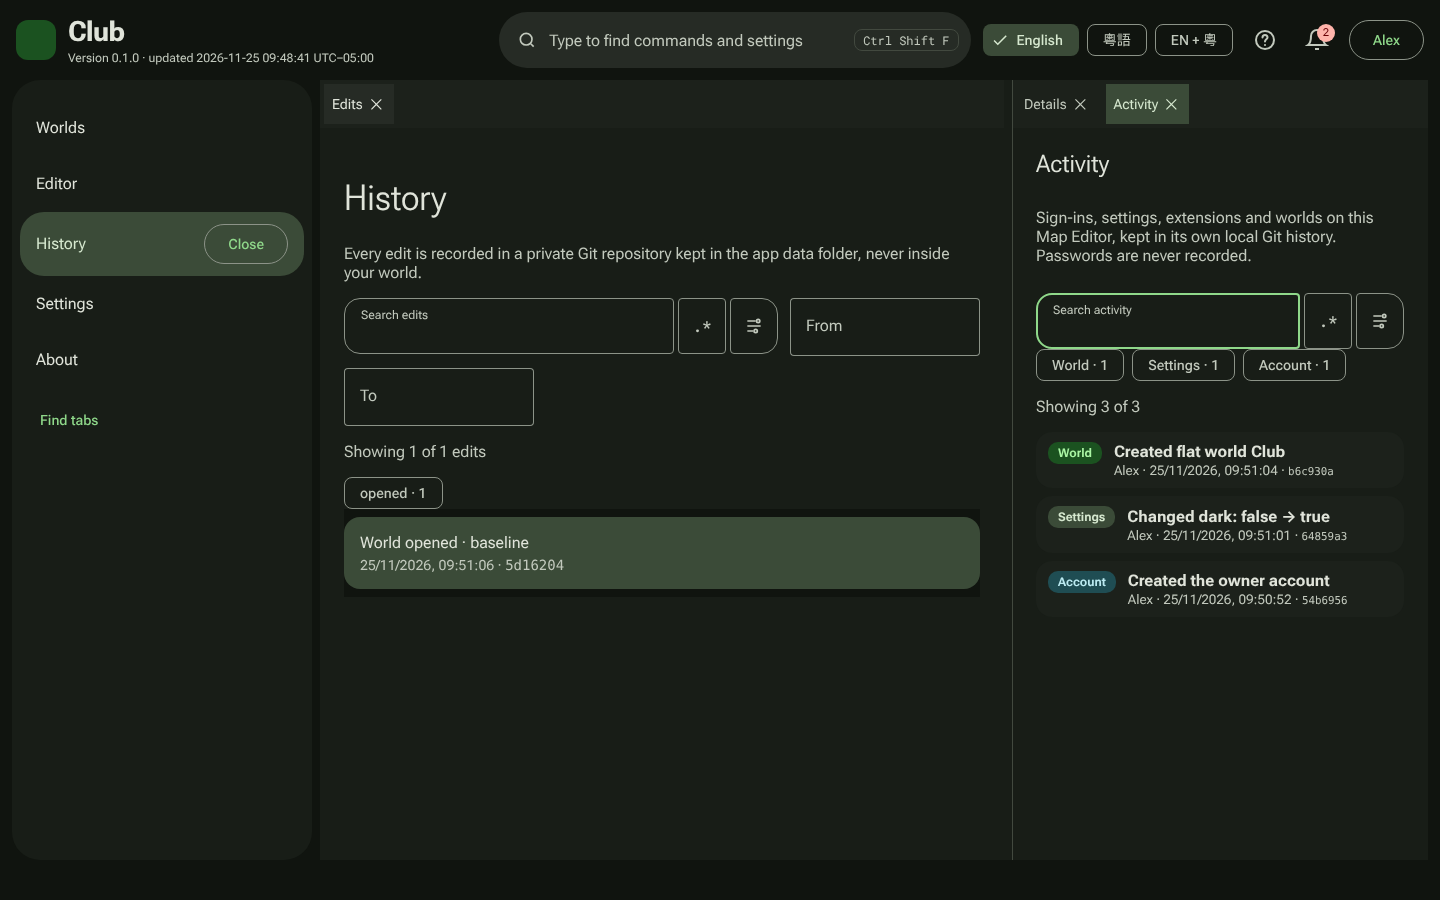 Club
Version 0.1.0 · updated 2026-11-25 09:48:41 UTC−05:00
Type to find commands and settings
Ctrl Shift F
English
粵語
EN + 粵
2
Alex
Worlds
Editor
History
Close
Settings
About
Find tabs
Edits
History
Every edit is recorded in a private Git repository kept in the app data folder, never inside
your world.
Search edits
.*
From
To
Showing 1 of 1 edits
opened · 1
World opened · baseline
25/11/2026, 09:51:06 · 5d16204
Details
Activity
Activity
Sign-ins, settings, extensions and worlds on this
Map Editor, kept in its own local Git history.
Passwords are never recorded.
Search activity
.*
World · 1
Settings · 1
Account · 1
Showing 3 of 3
World
Created flat world Club
Alex · 25/11/2026, 09:51:04 · b6c930a
Settings
Changed dark: false → true
Alex · 25/11/2026, 09:51:01 · 64859a3
Account
Created the owner account
Alex · 25/11/2026, 09:50:52 · 54b6956